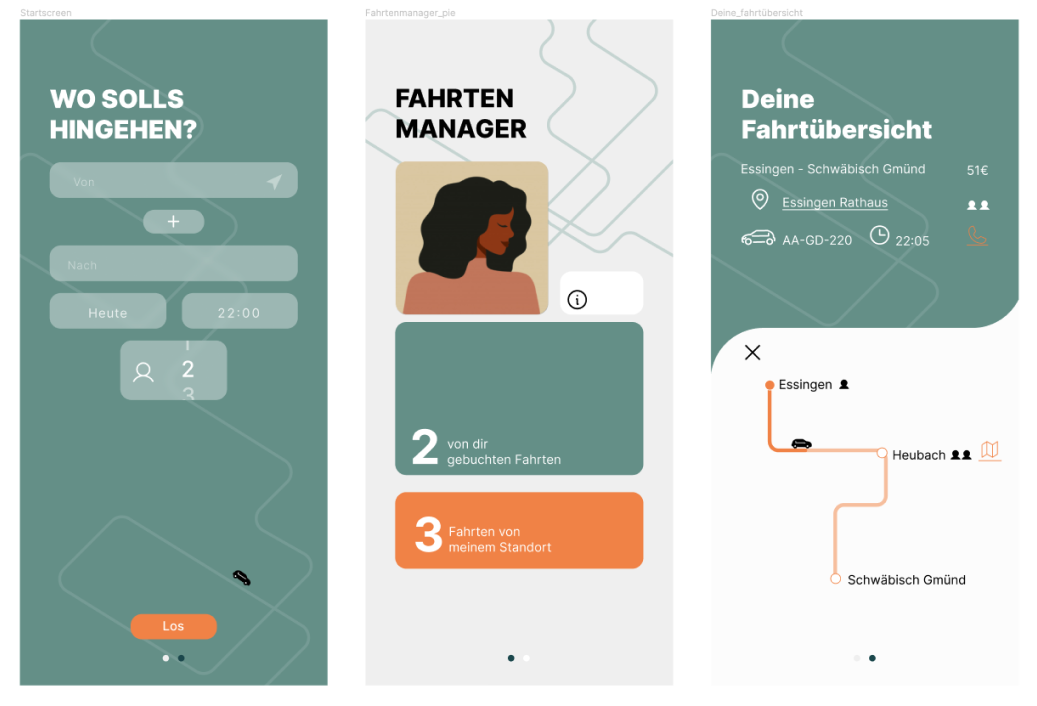 Startscreen
WO SOLLS
HINGEHEN?
Von
+
Nach
Heute
22:00
1
2
3
Los
Fahrtenmanager_pie
FAHRTEN
MANAGER
i
2
von dir
gebuchten Fahrten
3
Fahrten von
meinem Standort
Deine_fahrtübersicht
Deine
Fahrtübersicht
Essingen - Schwäbisch Gmünd
51€
Essingen Rathaus
AA-GD-220
22:05
Essingen
Heubach
Schwäbisch Gmünd